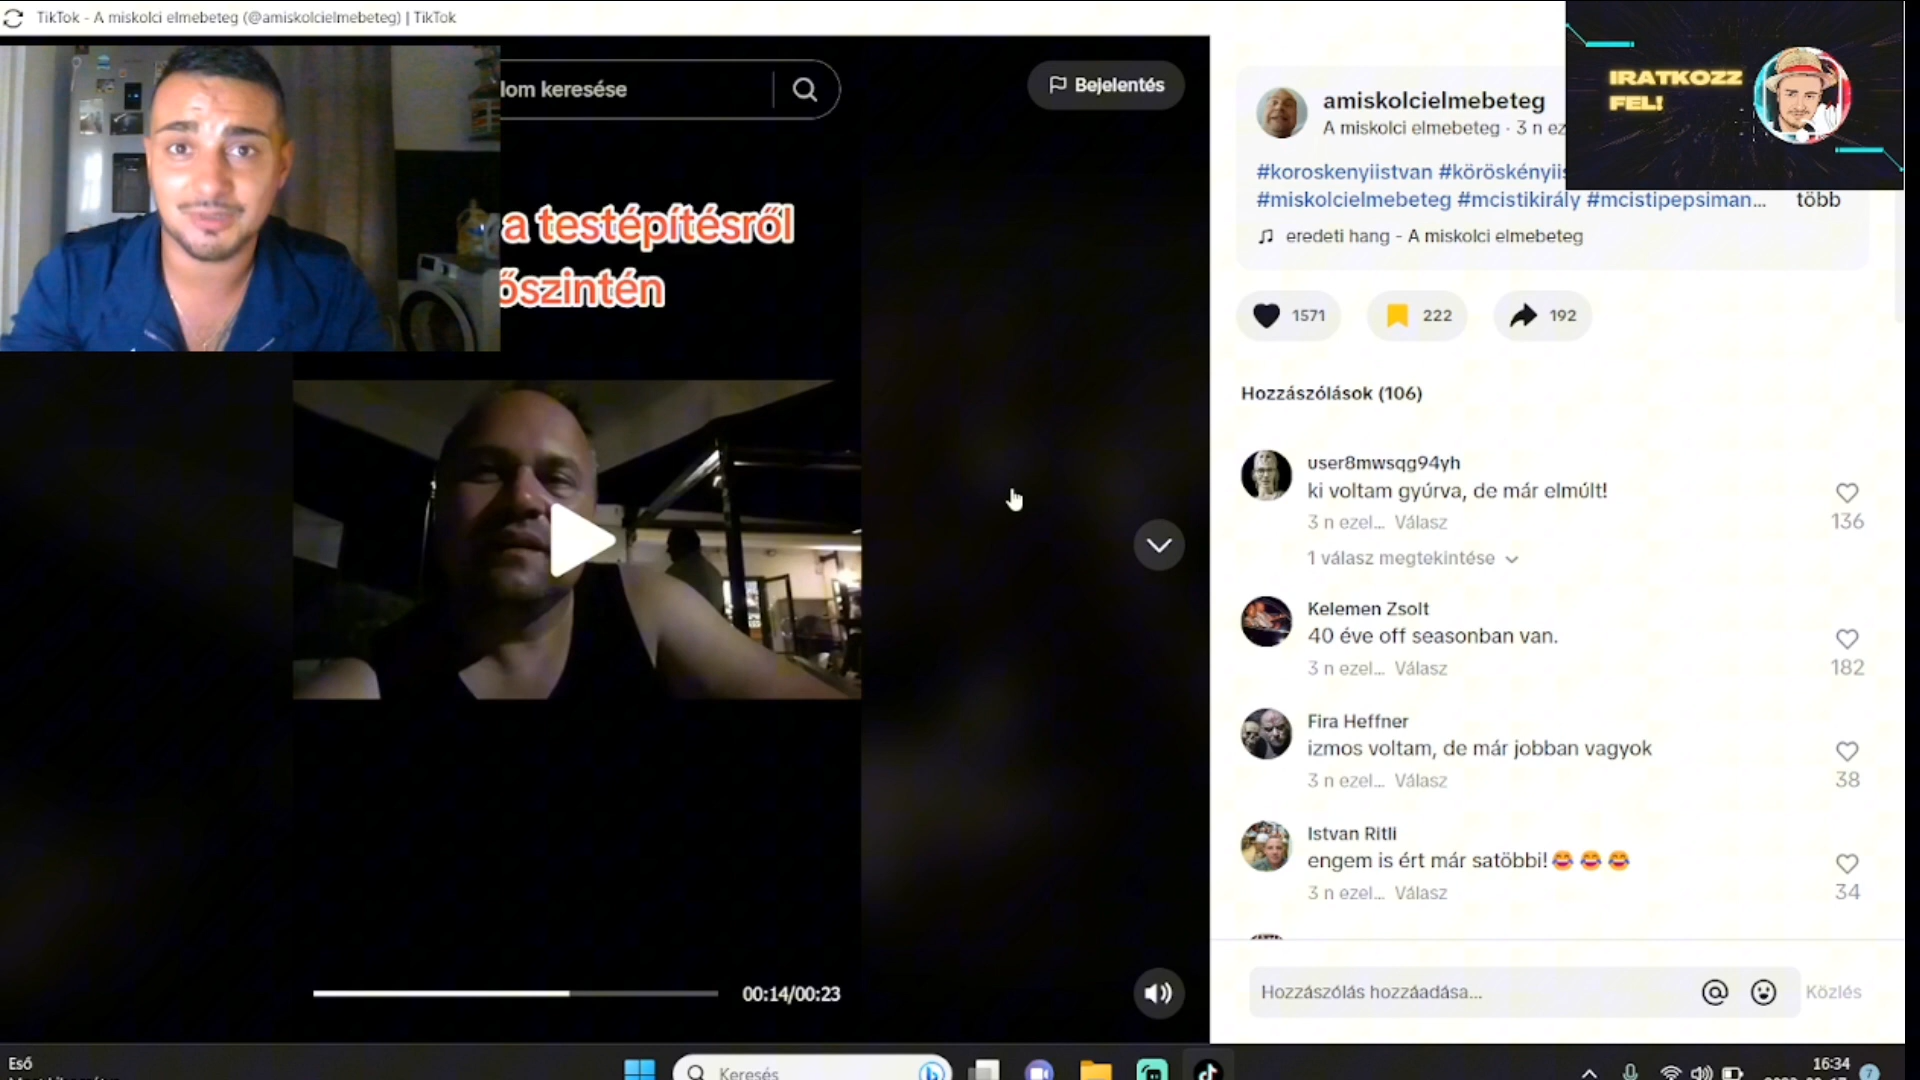 TikTok - A miskolci elmebeteg (@amiskolcielmebeteg) | TikTok
lom keresése
Bejelentés
a testépítésről
őszintén
00:14/00:23
IRATKOZZ
FEL!
amiskolcielmebeteg
A miskolci elmebeteg · 3 n ez
#koroskenyiistvan #köröskényiis
#miskolcielmebeteg #mcistikirály #mcistipepsiman... több
eredeti hang - A miskolci elmebeteg
1571 222 192
Hozzászólások (106)
user8mwsqg94yh
ki voltam gyúrva, de már elmúlt!
3 n ezel... Válasz
136
1 válasz megtekintése
Kelemen Zsolt
40 éve off seasonban van.
3 n ezel... Válasz
182
Fira Heffner
izmos voltam, de már jobban vagyok
3 n ezel... Válasz
38
Istvan Ritli
engem is ért már satöbbi!😂 😂 😂
3 n ezel... Válasz
34
Hozzászólás hozzáadása... Közlés
Eső
Keresés
16:34
7